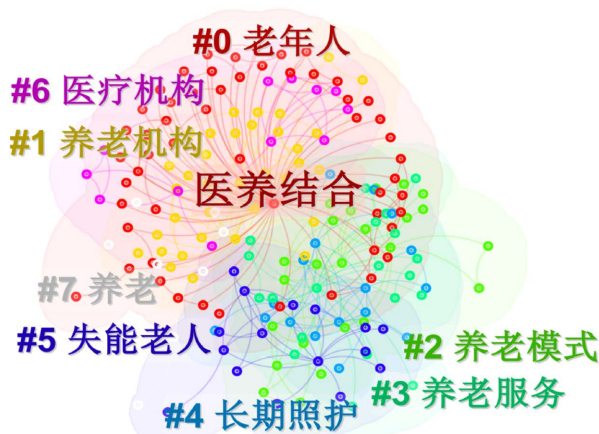 #0 老年人
#6 医疗机构
#1 养老机构
医养结合
#7 养老
#5 失能老人
#2 养老模式
#3 养老服务
#4 长期照护